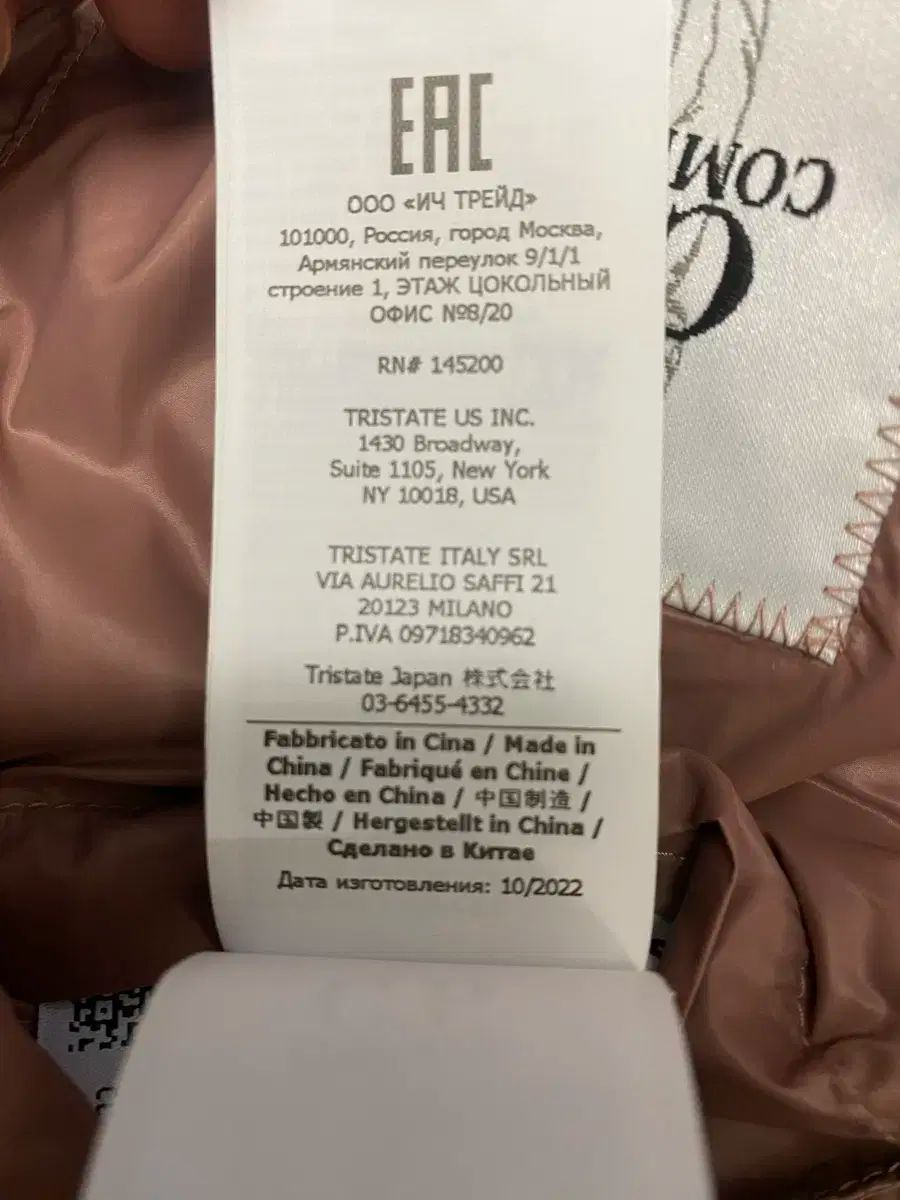 EAC
ООО «ИЧ ТРЕЙД»
101000, Россия, город Москва,
Армянский переулок 9/1/1
строение 1, ЭТАЖ ЦОКОЛЬНЫЙ
ОФИС №8/20
RN# 145200
TRISTATE US INC.
1430 Broadway,
Suite 1105, New York
NY 10018, USA
TRISTATE ITALY SRL
VIA AURELIO SAFFI 21
20123 MILANO
P.IVA 09718340962
Tristate Japan 株式会社
03-6455-4332
Fabbricato in Cina / Made in
China / Fabriqué en Chine /
Hecho en China / 中国制造 /
中国製 / Hergestellt in China /
Сделано в Китае
Дата изготовления: 10/2022
COM